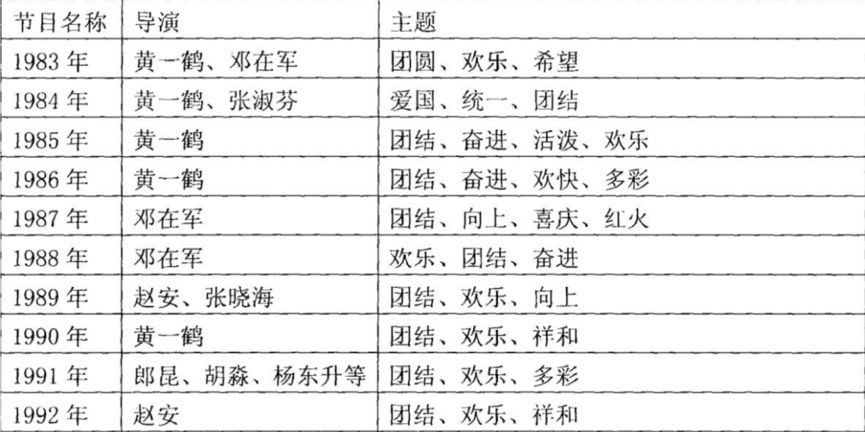 节目名称 导演 主题
1983 年 黄一鹤、邓在军 团圆、欢乐、希望
1984 年 黄一鹤、张淑芬 爱国、统一、团结
1985 年 黄一鹤 团结、奋进、活泼、欢乐
1986 年 黄一鹤 团结、奋进、欢快、多彩
1987 年 邓在军 团结、向上、喜庆、红火
1988 年 邓在军 欢乐、团结、奋进
1989 年 赵安、张晓海 团结、欢乐、向上
1990 年 黄一鹤 团结、欢乐、祥和
1991 年 郎昆、胡淼、杨东升等 团结、欢乐、多彩
1992 年 赵安 团结、欢乐、祥和